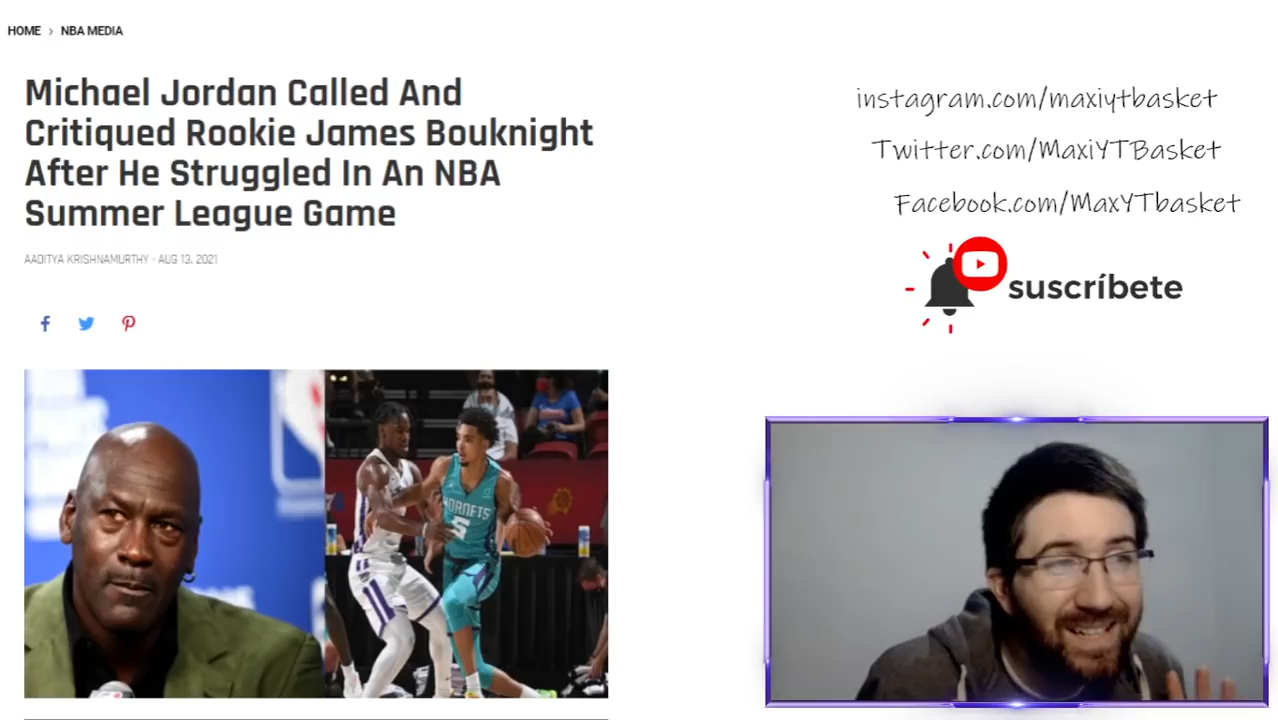 HOME › NBA MEDIA
Michael Jordan Called And
Critiqued Rookie James Bouknight
After He Struggled In An NBA
Summer League Game
AADITYA KRISHNAMURTHY · AUG 13, 2021
instagram.com/maxiytbasket
Twitter.com/MaxiYTBasket
Facebook.com/MaxYTbasket
suscríbete
HORNETS
5